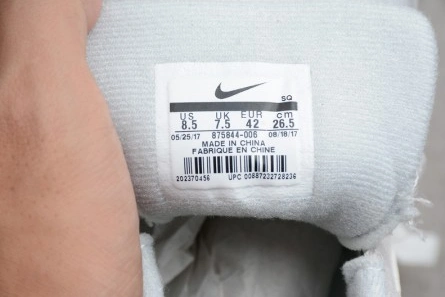 SQ
US UK EUR cm
8.5 7.5 42 26.5
05/25/17 875844-006 08/18/17
MADE IN CHINA
FABRIQUE EN CHINE
202370456 UPC 00887232728236